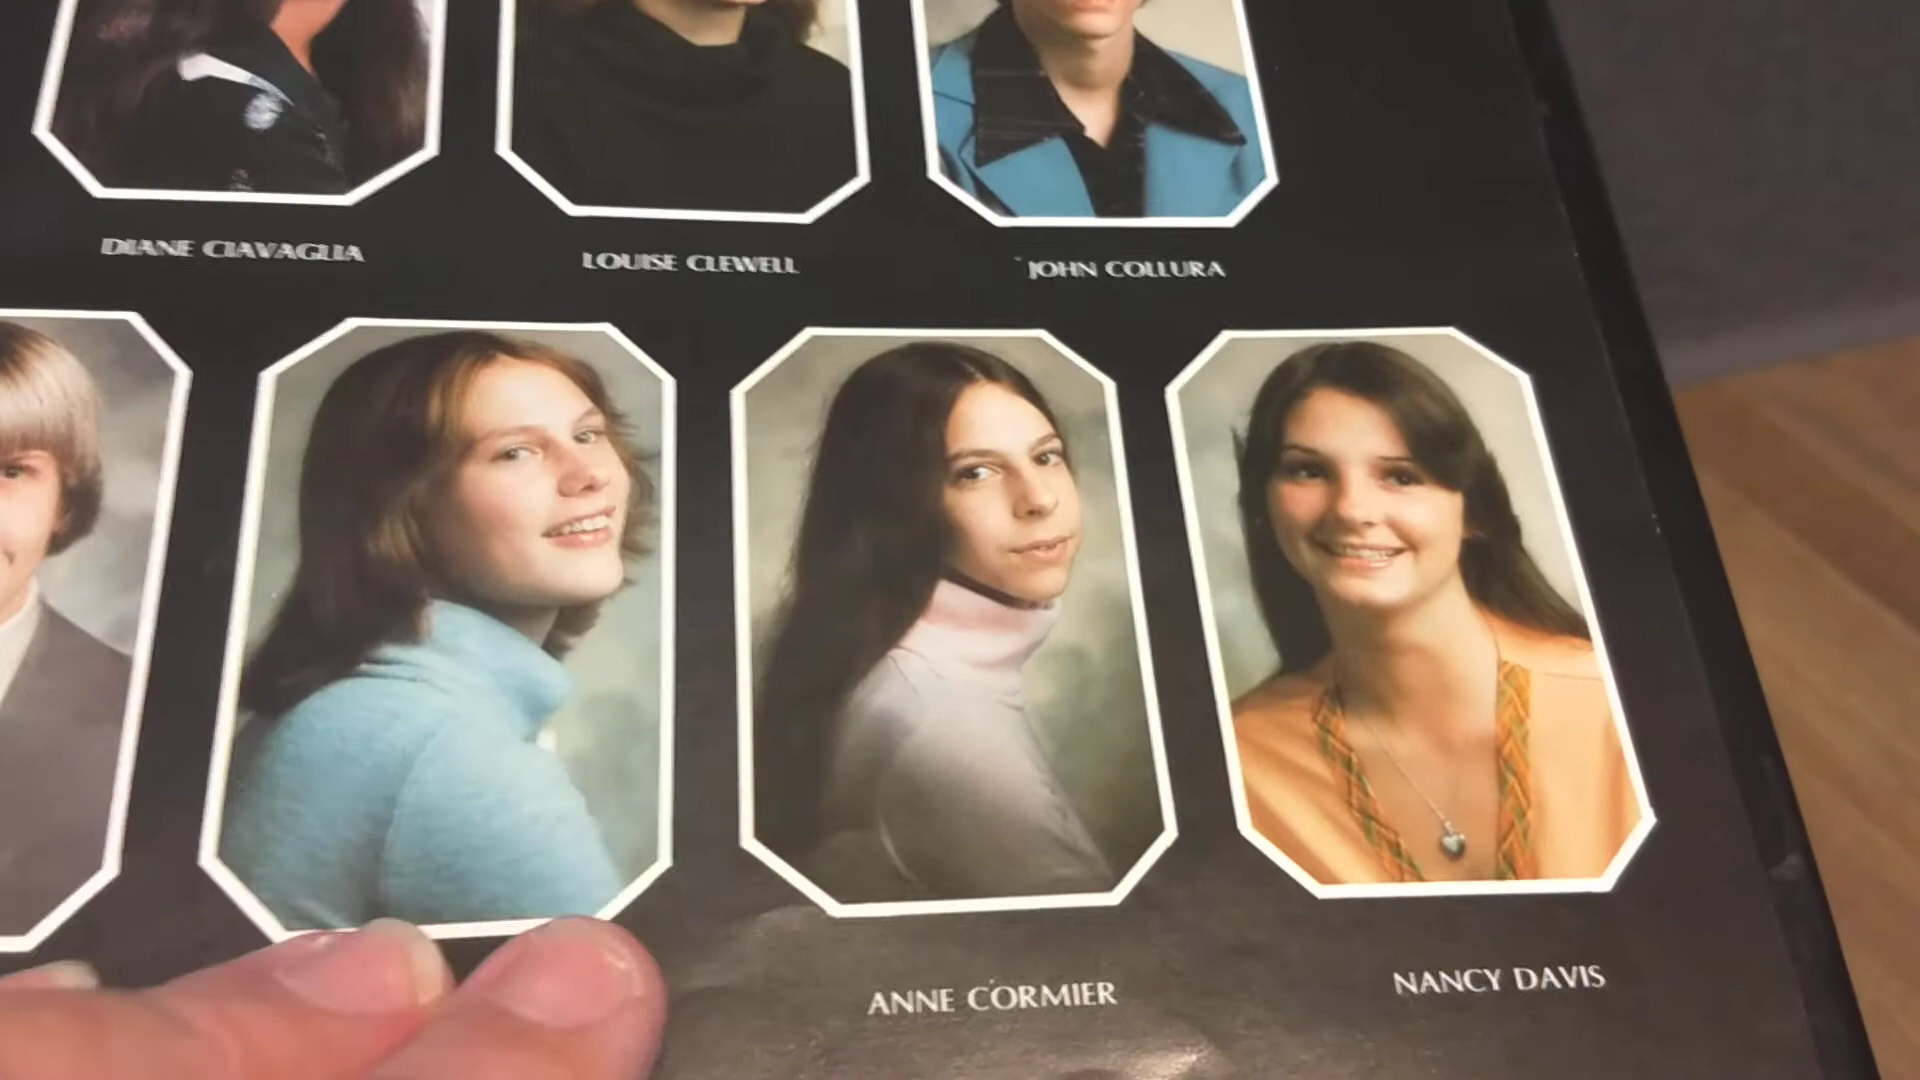 DIANE CIAVAGLIA
LOUISE CLEWELL
JOHN COLLURA
ANNE CORMIER
NANCY DAVIS